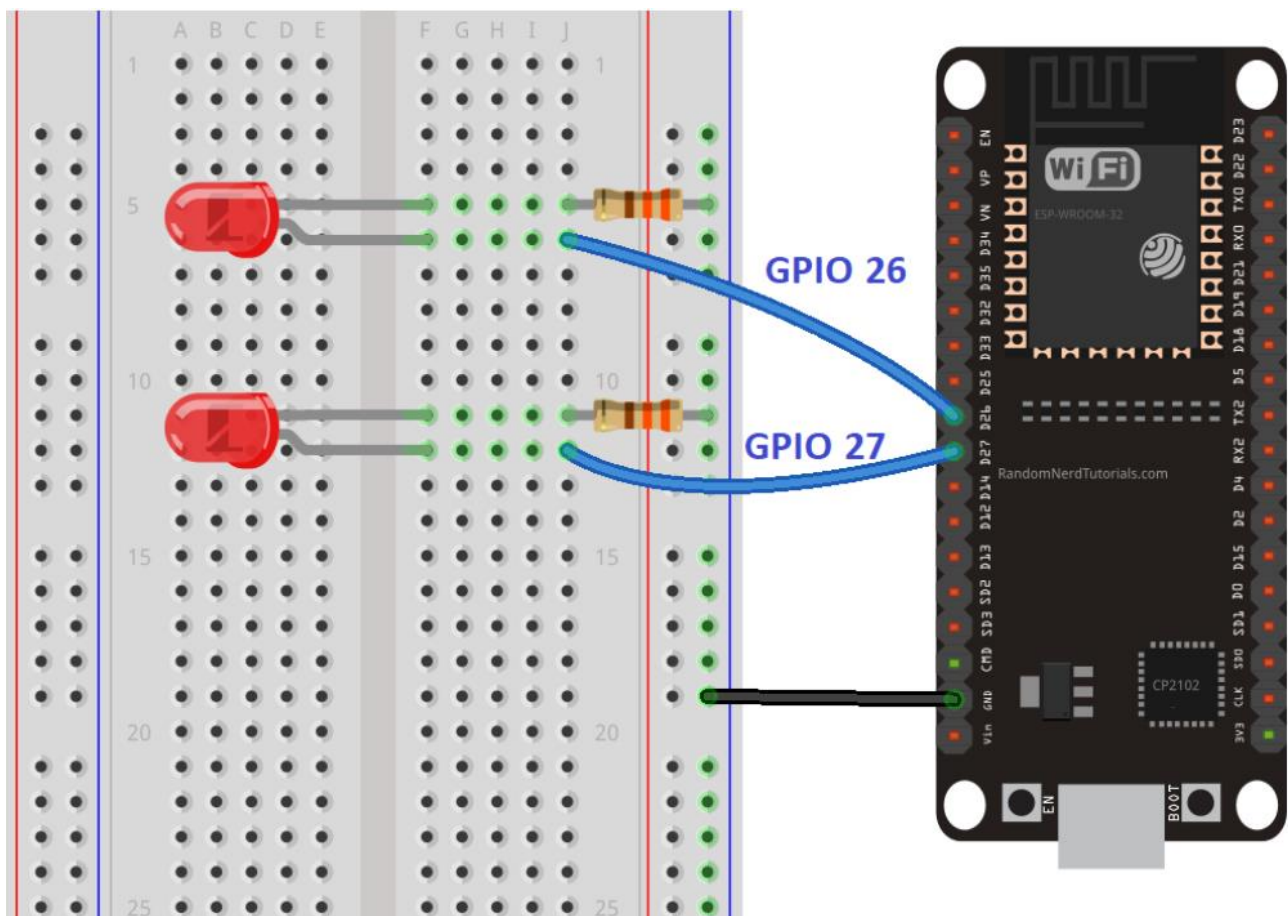 A B C D E F G H I J
1 1
5
10 10
15 15
20 20
25 25
GPIO 26
GPIO 27
WiFi
ESP-WROOM-32
EN
VP
VN
D34
D35
D32
D33
D25
D26
D27
D14
D12
D13
SD2
SD3
CMD
GND
Vin
D23
D22
TX0
RX0
D21
D19
D18
D5
TX2
RX2
D4
D2
D15
D0
SD1
SD0
CLK
3V3
RandomNerdTutorials.com
CP2102
EN
BOOT